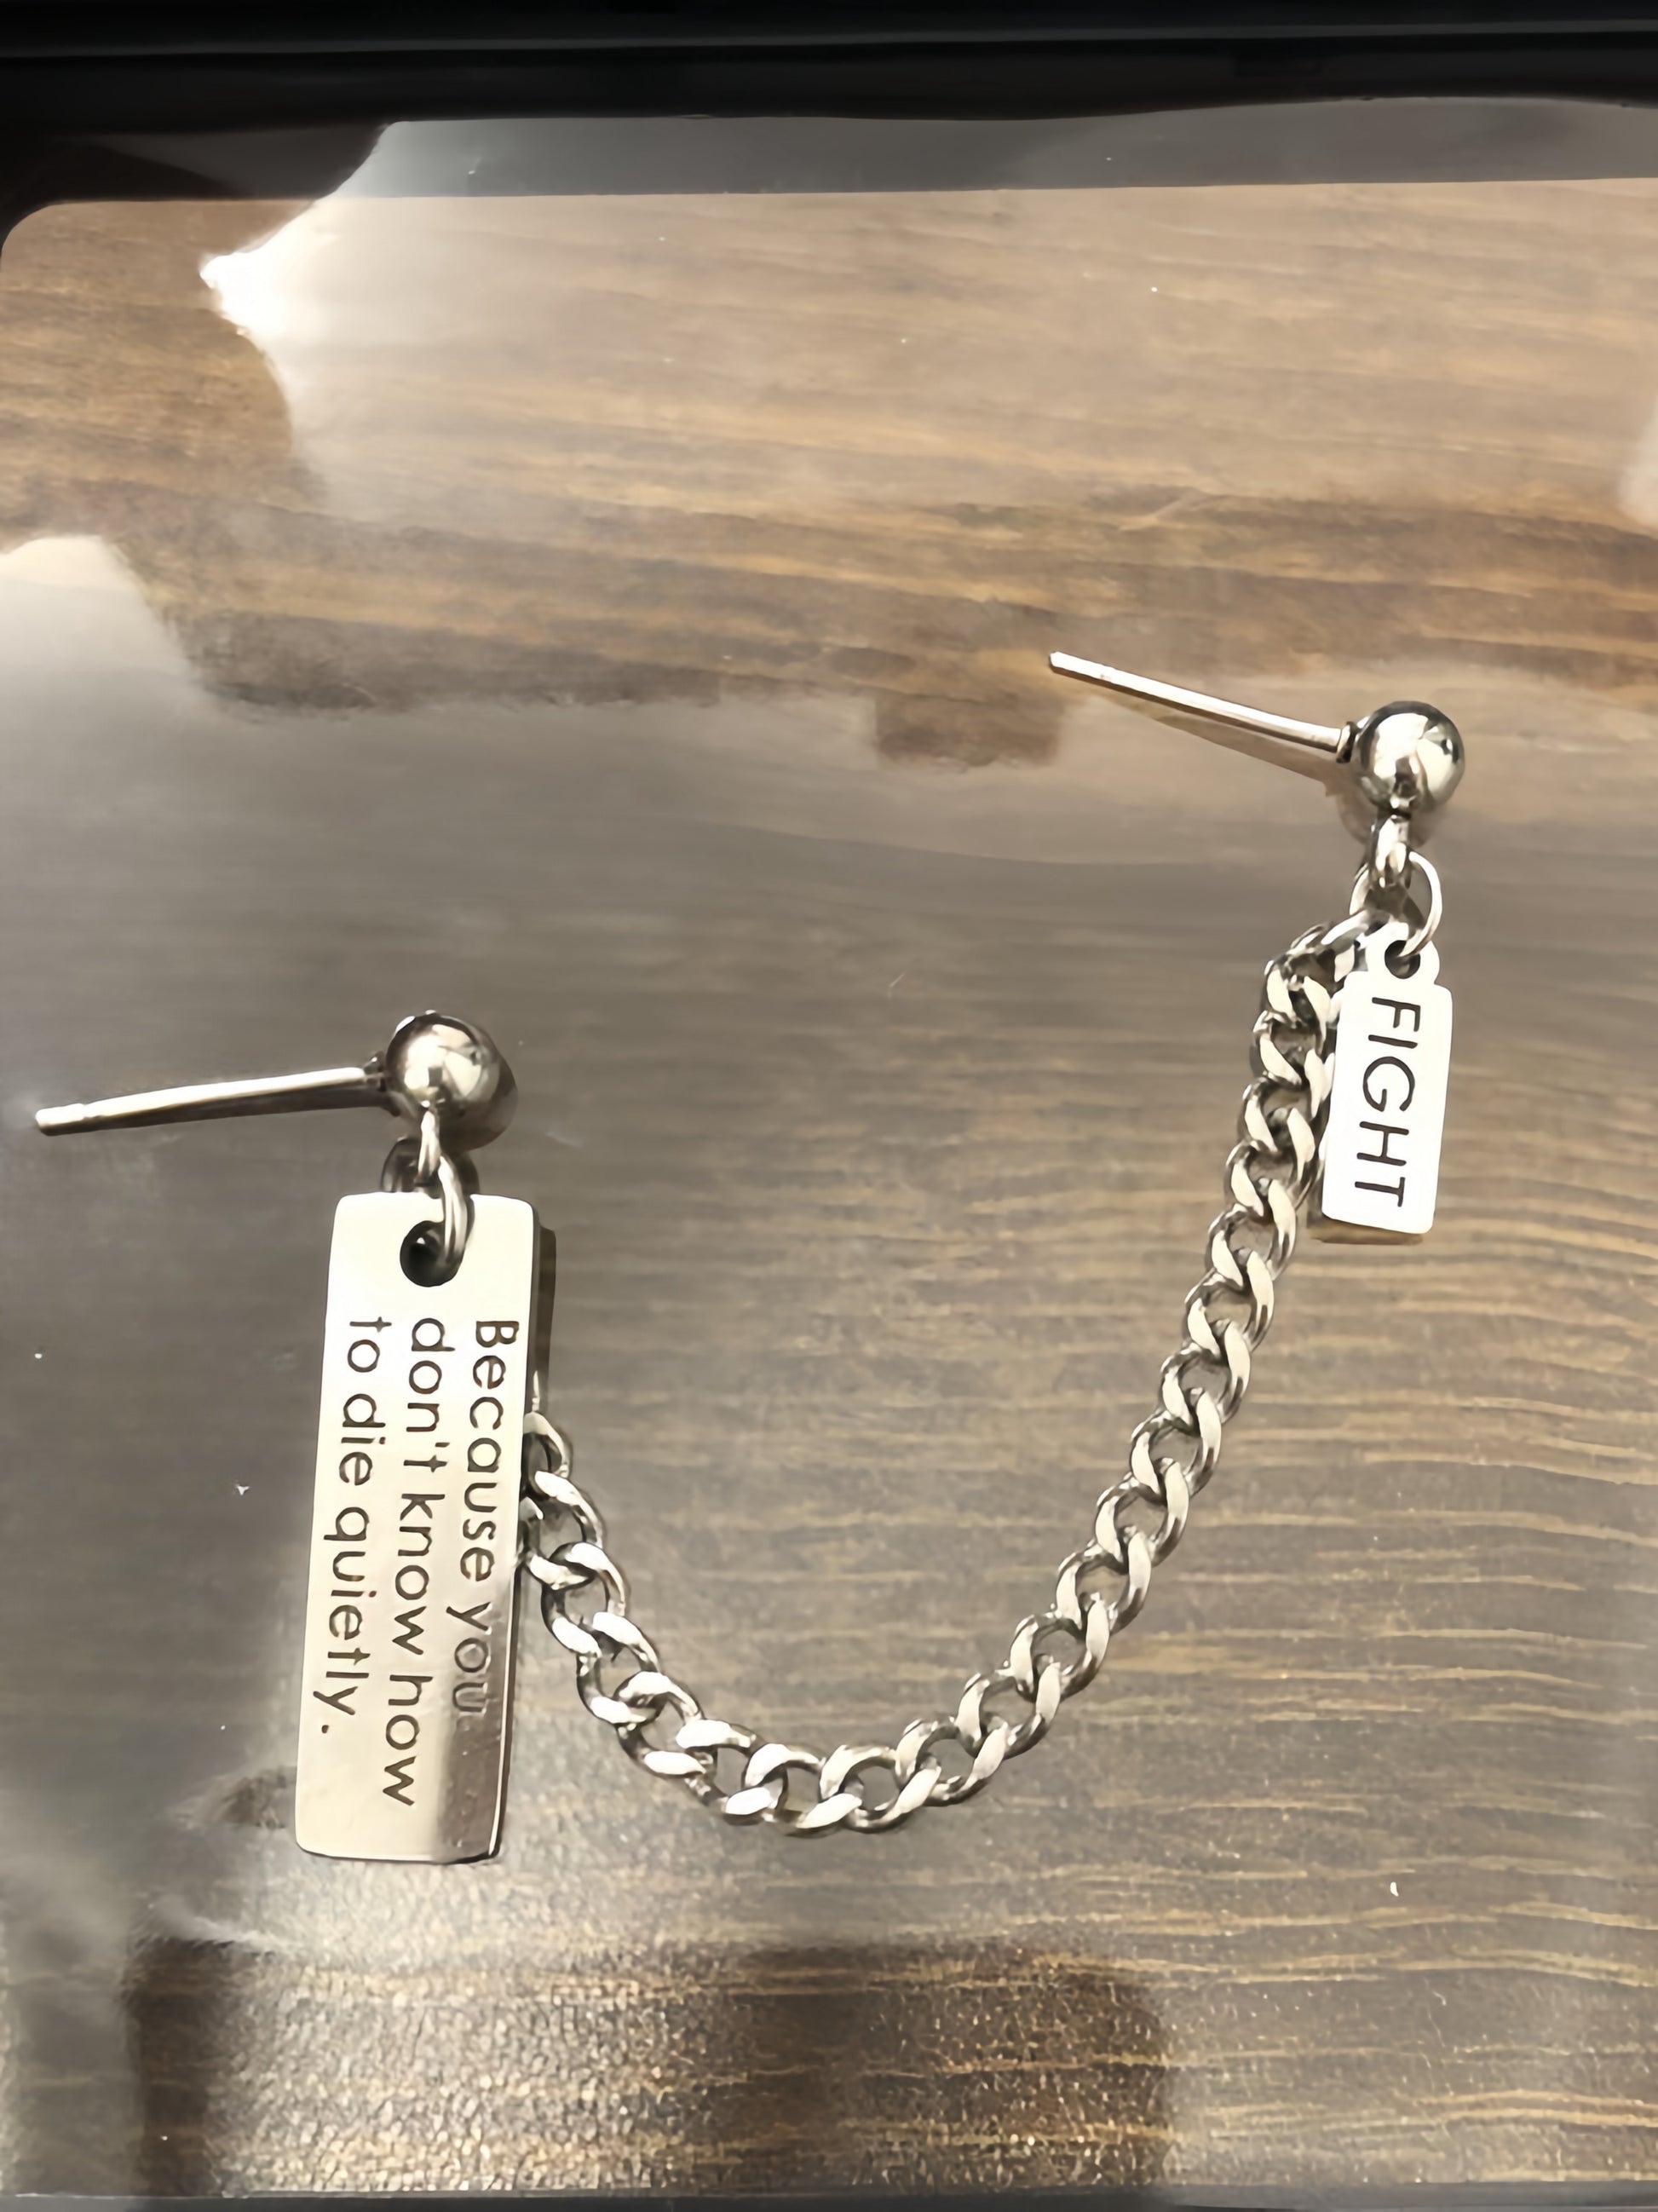 Because you
don't know how
to die quietly.
FIGHT